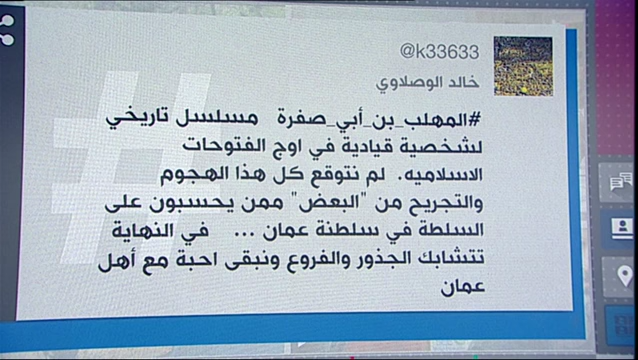 @k33633
خالد الوصلاوي
#المهلب_بن_أبي_صفرة مسلسل تاريخي
لشخصية قيادية في اوج الفتوحات
الاسلاميه. لم نتوقع كل هذا الهجوم
والتجريح من "البعض" ممن يحسبون على
السلطة في سلطنة عمان ... في النهاية
تتشابك الجذور والفروع ونبقى احبة مع أهل
عمان